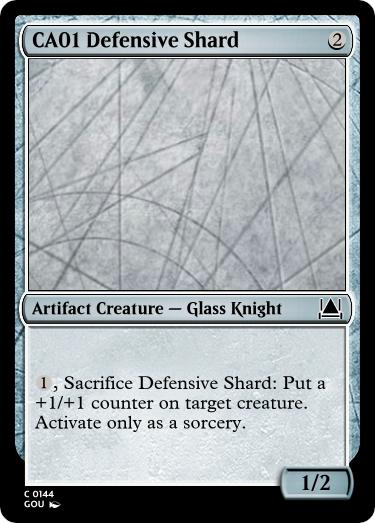 CA01 Defensive Shard 2
Artifact Creature — Glass Knight
1, Sacrifice Defensive Shard: Put a
+1/+1 counter on target creature.
Activate only as a sorcery.
1/2
C 0144
GOU